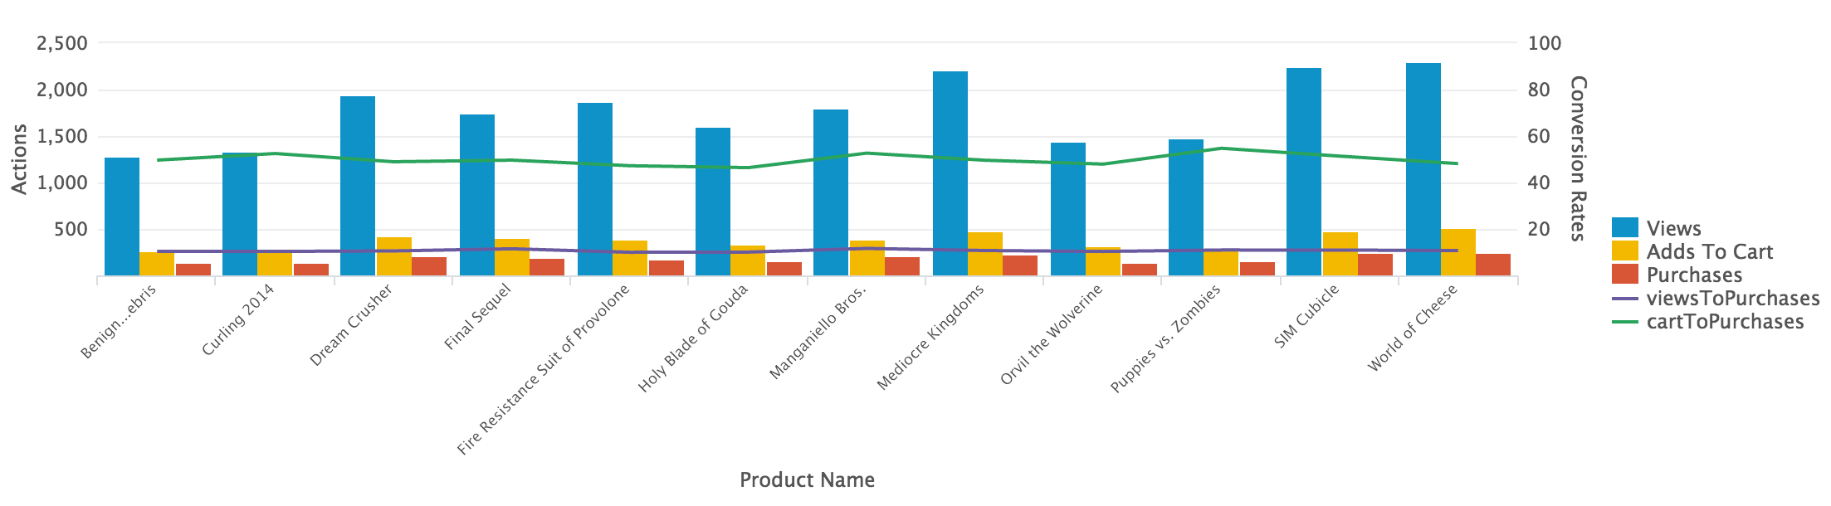 2,500
2,000
1,500
1,000
500
Actions
100
80
60
40
20
Conversion Rates
Benign...ebris
Curling 2014
Dream Crusher
Final Sequel
Fire Resistance Suit of Provolone
Holy Blade of Gouda
Manganiello Bros.
Mediocre Kingdoms
Orvil the Wolverine
Puppies vs. Zombies
SIM Cubicle
World of Cheese
Product Name
Views
Adds To Cart
Purchases
viewsToPurchases
cartToPurchases